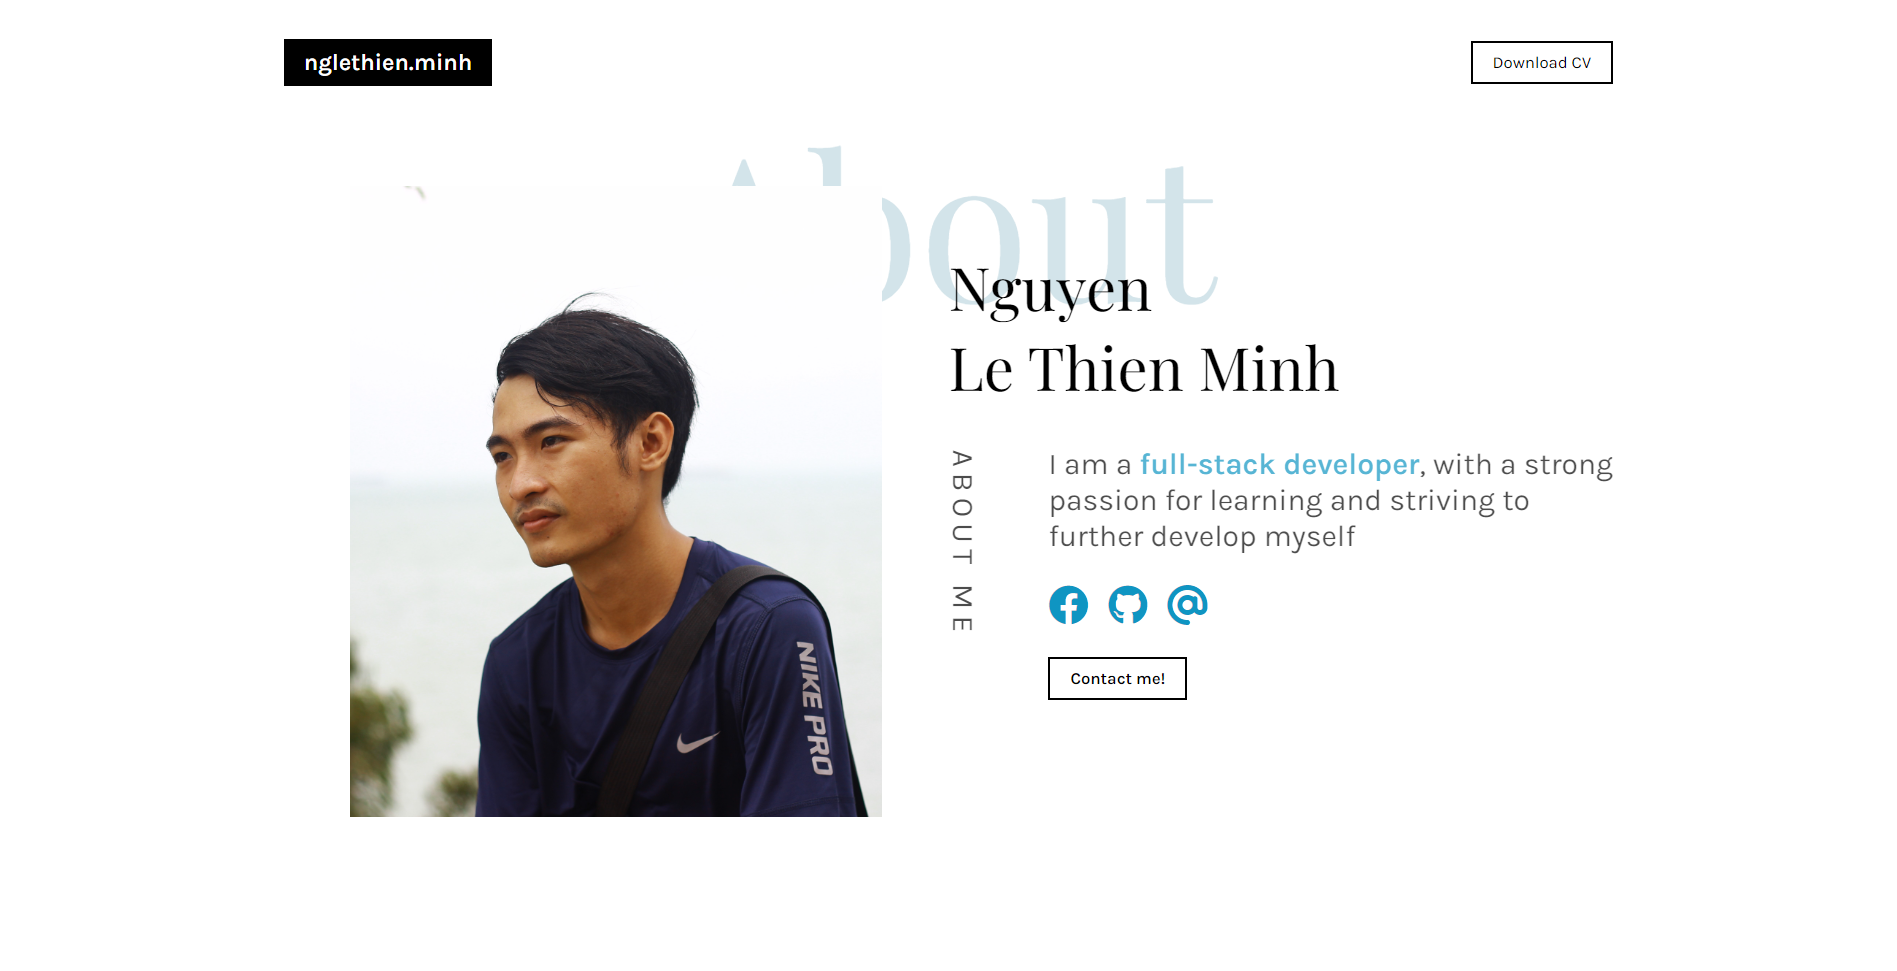 nglethien.minh
Download CV
About
Nguyen
Le Thien Minh
ABOUT ME
I am a full-stack developer, with a strong
passion for learning and striving to
further develop myself
Contact me!
NIKE PRO